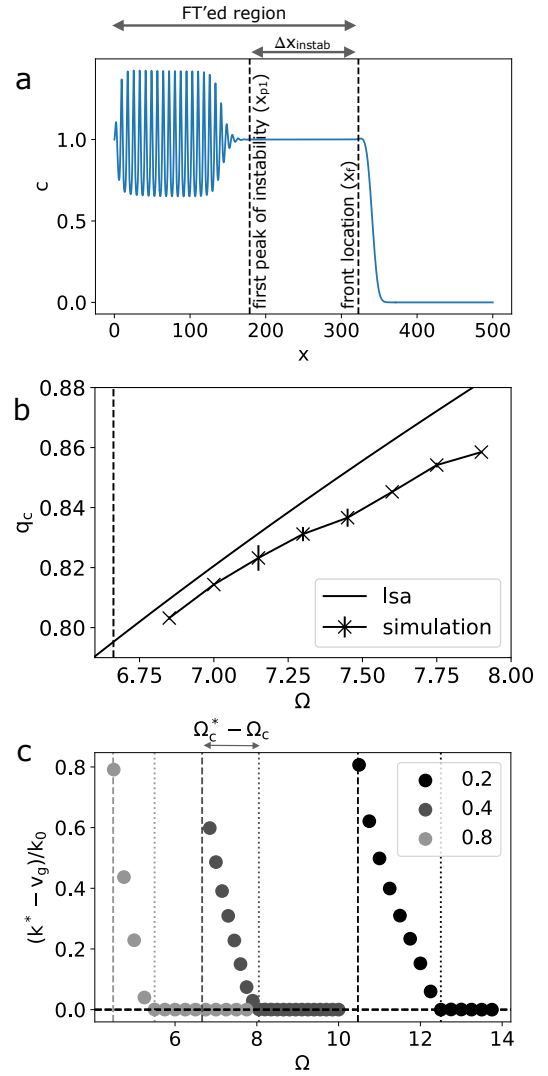 FT'ed region
Δx_instab
a
first peak of instability (x_p1)
front location (x_f)
c
1.0
0.5
0.0
0 100 200 300 400 500
x
b
0.88
0.86
0.84
0.82
0.80
q_c
lsa
simulation
6.75 7.00 7.25 7.50 7.75 8.00
Ω
Ω_c^* − Ω_c
c
0.8
0.6
0.4
0.2
0.0
(k^* − v_g)/k_0
0.2
0.4
0.8
6 8 10 12 14
Ω